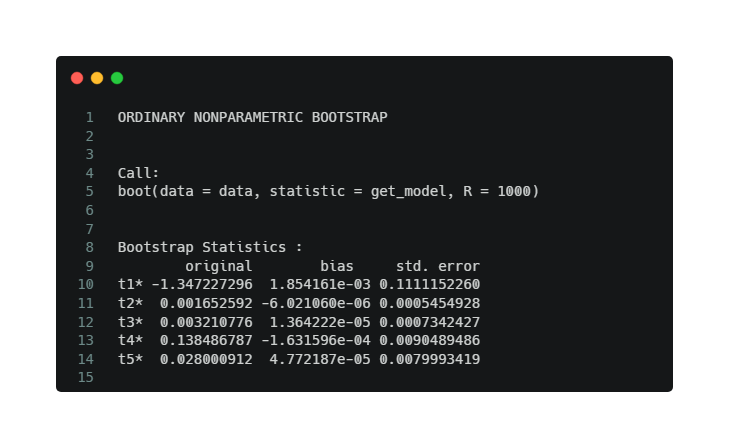 1 ORDINARY NONPARAMETRIC BOOTSTRAP
2
3
4 Call:
5 boot(data = data, statistic = get_model, R = 1000)
6
7
8 Bootstrap Statistics :
9         original        bias     std. error
10 t1* -1.347227296  1.854161e-03 0.1111152260
11 t2*  0.001652592 -6.021060e-06 0.0005454928
12 t3*  0.003210776  1.364222e-05 0.0007342427
13 t4*  0.138486787 -1.631596e-04 0.0090489486
14 t5*  0.028000912  4.772187e-05 0.0079993419
15